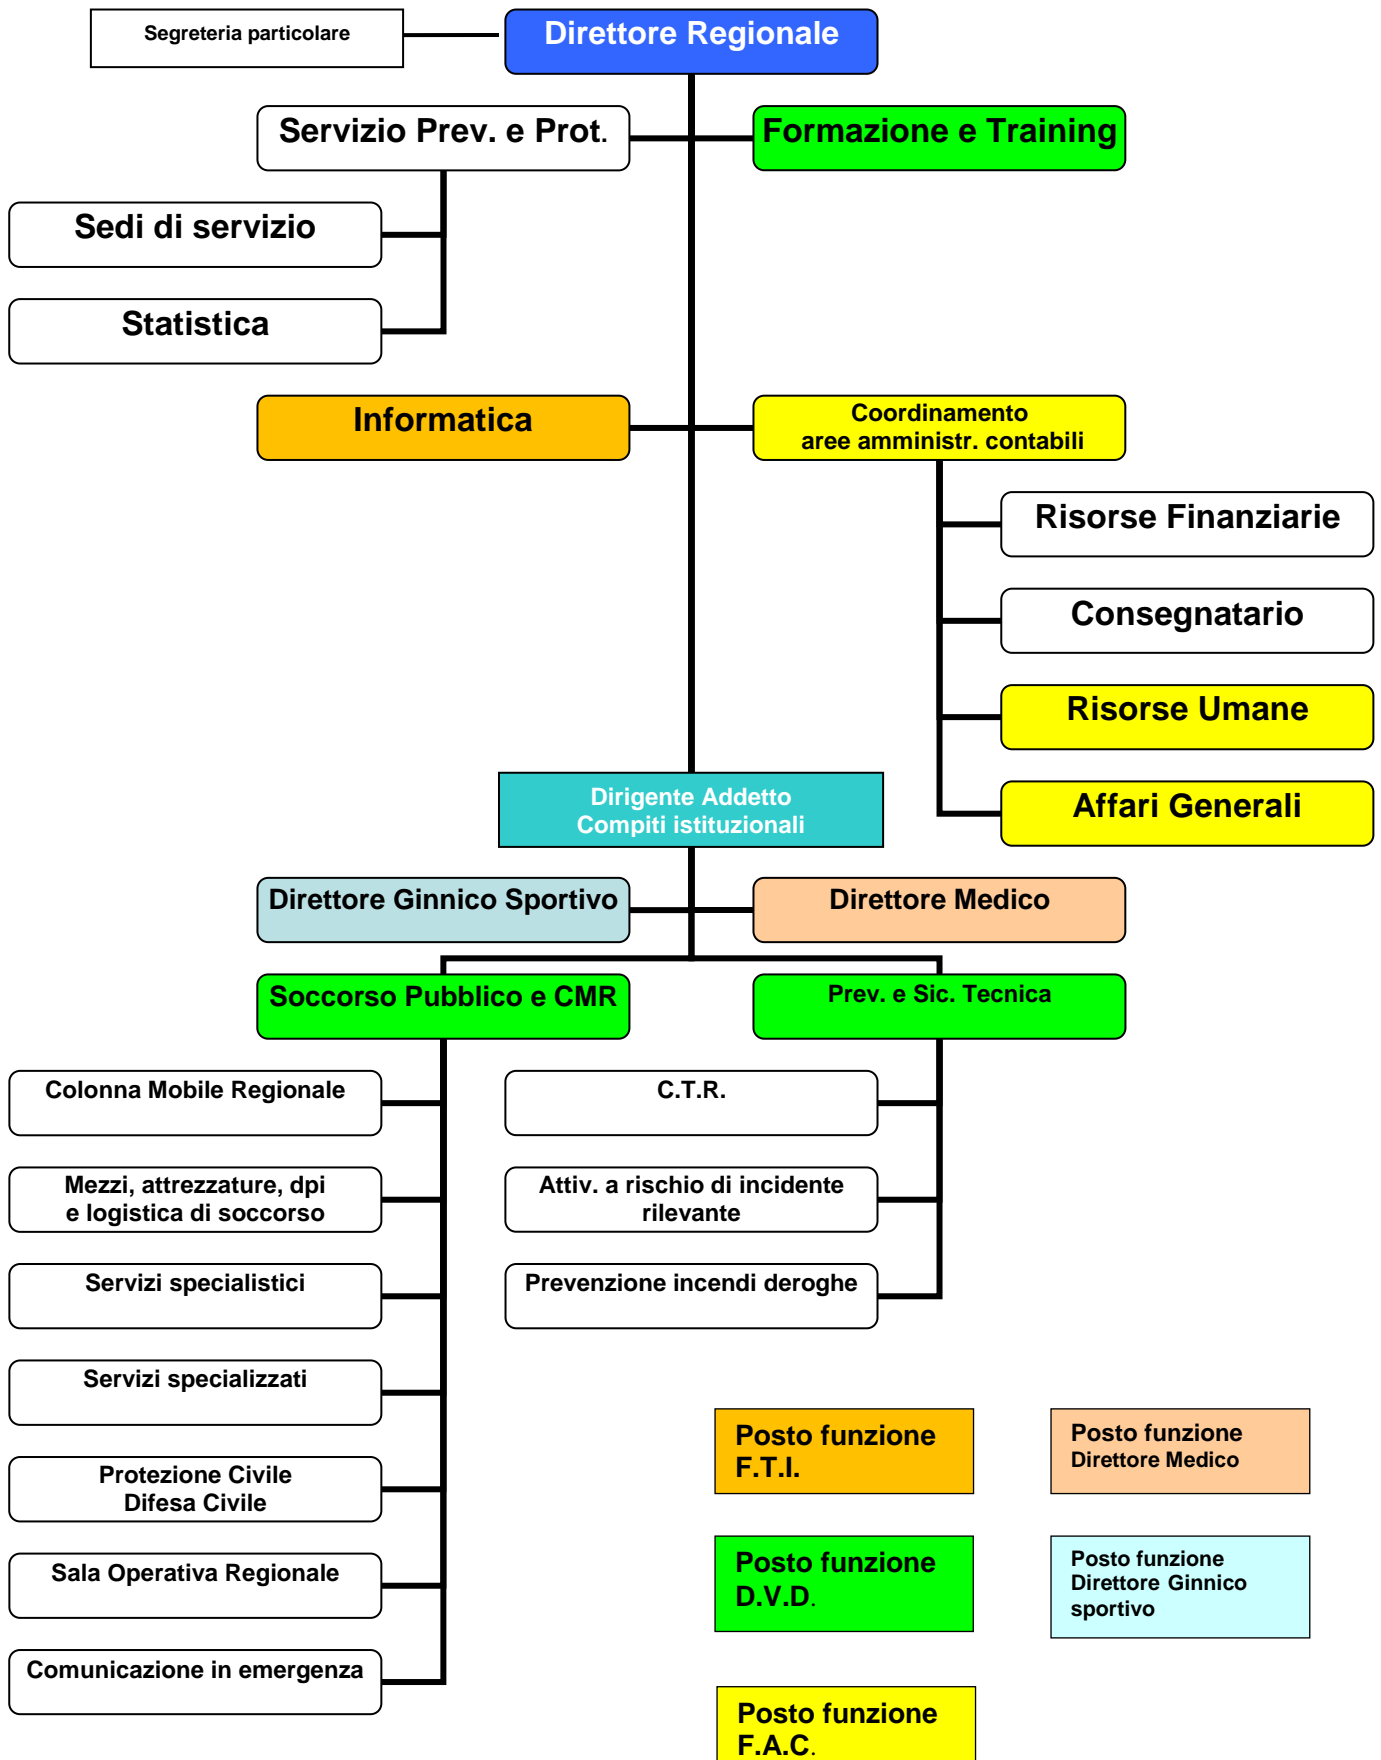 Segreteria particolare
Direttore Regionale
Servizio Prev. e Prot.
Formazione e Training
Sedi di servizio
Statistica
Informatica
Coordinamento
aree amministr. contabili
Risorse Finanziarie
Consegnatario
Risorse Umane
Affari Generali
Dirigente Addetto
Compiti istituzionali
Direttore Ginnico Sportivo
Direttore Medico
Soccorso Pubblico e CMR
Prev. e Sic. Tecnica
Colonna Mobile Regionale
Mezzi, attrezzature, dpi
e logistica di soccorso
Servizi specialistici
Servizi specializzati
Protezione Civile
Difesa Civile
Sala Operativa Regionale
Comunicazione in emergenza
C.T.R.
Attiv. a rischio di incidente
rilevante
Prevenzione incendi deroghe
Posto funzione
F.T.I.
Posto funzione
Direttore Medico
Posto funzione
D.V.D.
Posto funzione
Direttore Ginnico
sportivo
Posto funzione
F.A.C.